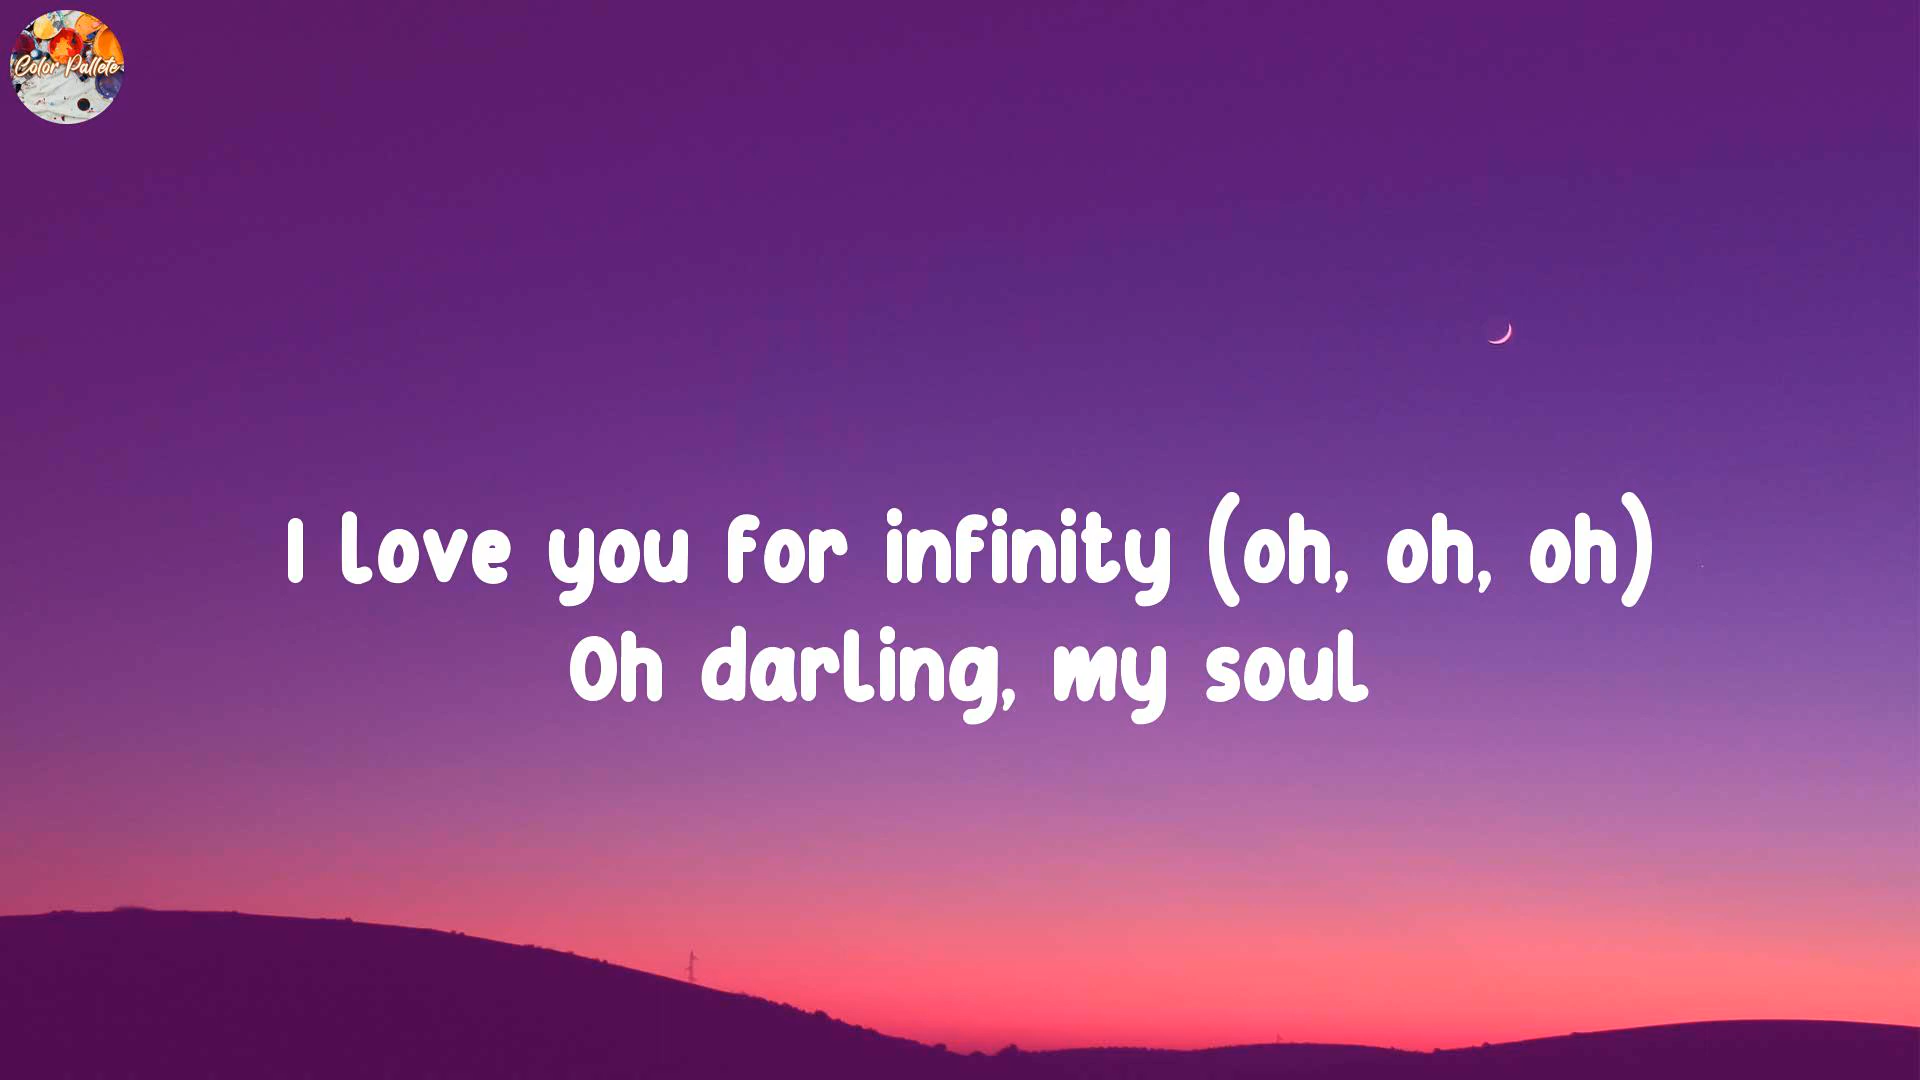 Color Pallete
I love you for infinity (oh, oh, oh)
Oh darling, my soul